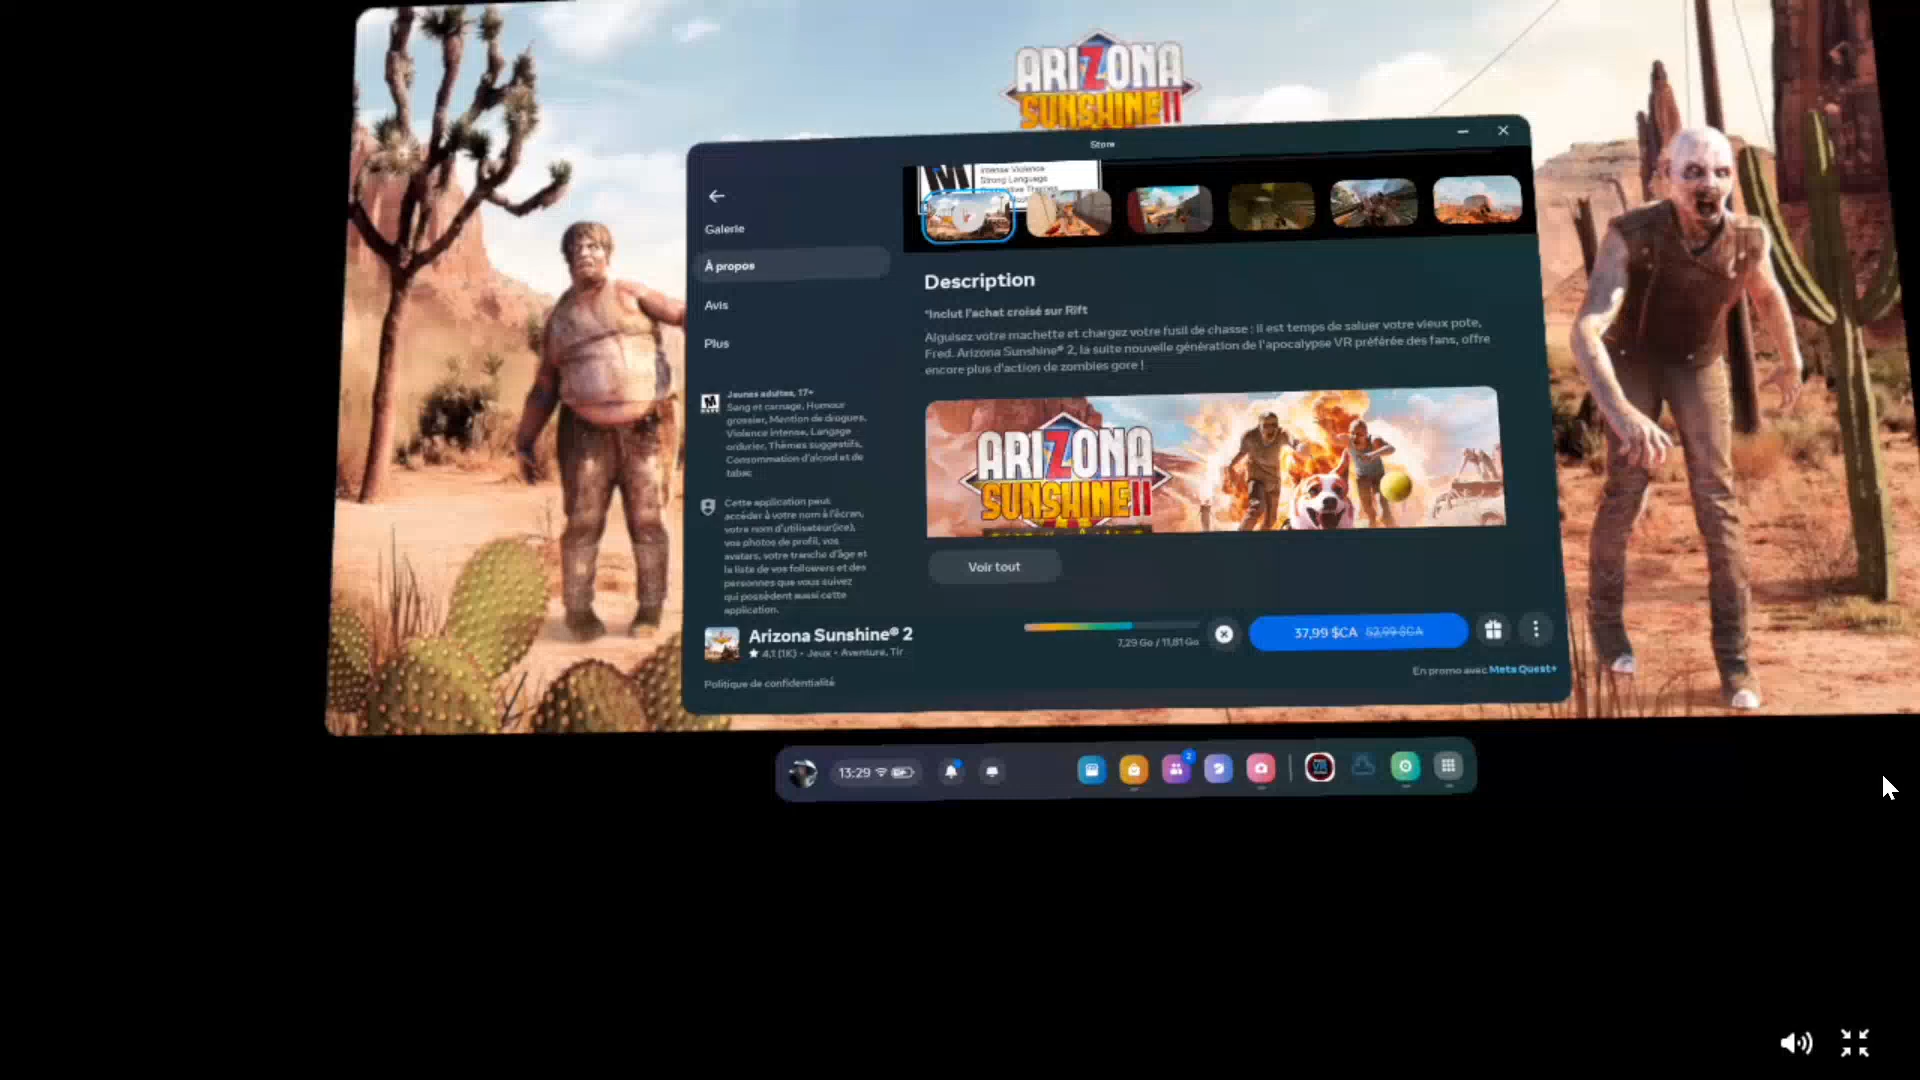 ARIZONA
SUNSHINE II
Store
Intense Violence
Strong Language
Galerie
À propos
Avis
Plus
Jeunes adultes, 17+
Sang et carnage, Humour
grossier, Mention de drogues,
Violence intense, Langage
ordurier, Thèmes suggestifs,
Consommation d'alcool et de
tabac
Cette application peut
accéder à votre nom à l'écran,
votre nom d'utilisateur(ice),
vos photos de profil, vos
avatars, votre tranche d'âge et
la liste de vos followers et des
personnes que vous suivez
qui possèdent aussi cette
application.
Description
*Inclut l'achat croisé sur Rift
Aiguisez votre machette et chargez votre fusil de chasse : il est temps de saluer votre vieux pote,
Fred. Arizona Sunshine® 2, la suite nouvelle génération de l'apocalypse VR préférée des fans, offre
encore plus d'action de zombies gore !
ARIZONA
SUNSHINE II
Voir tout
Arizona Sunshine® 2
4,1 (1K) • Jeux • Aventure, Tir
7,29 Go / 11,81 Go
37,99 $CA 52,99 $CA
En promo avec Meta Quest+
Politique de confidentialité
13:29
2
VR